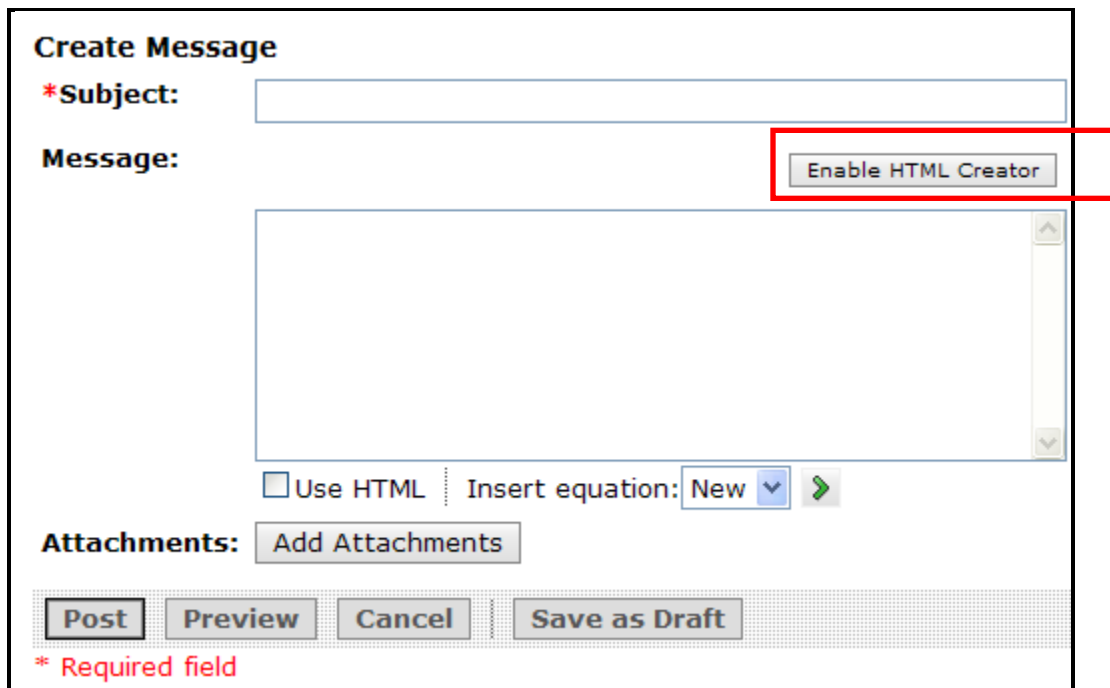 Create Message
*Subject:
Message:
Enable HTML Creator
Use HTML Insert equation: New
Attachments: Add Attachments
Post Preview Cancel Save as Draft
* Required field